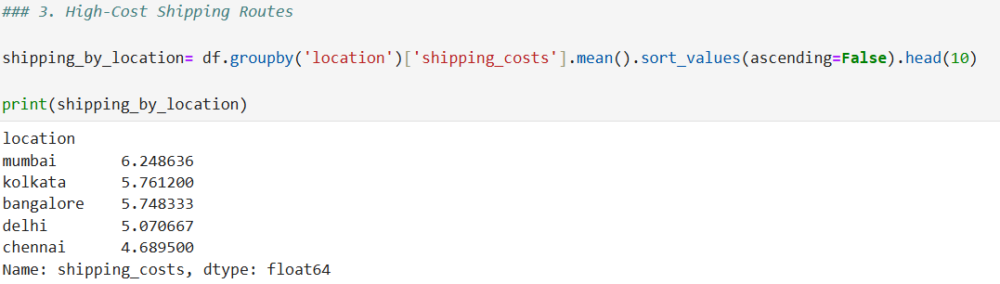 ### 3. High-Cost Shipping Routes
shipping_by_location= df.groupby('location')['shipping_costs'].mean().sort_values(ascending=False).head(10)
print(shipping_by_location)
location
mumbai       6.248636
kolkata      5.761200
bangalore    5.748333
delhi        5.070667
chennai      4.689500
Name: shipping_costs, dtype: float64